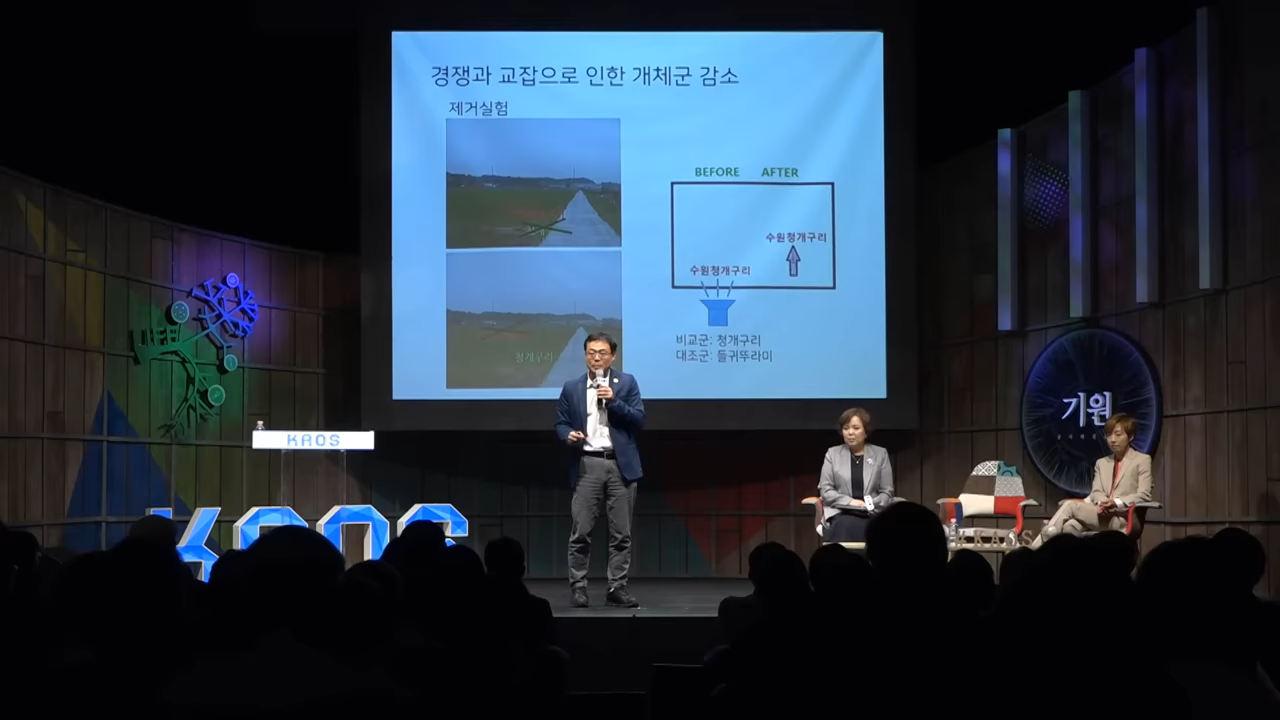 경쟁과 교잡으로 인한 개체군 감소
제거실험
BEFORE AFTER
수원청개구리
수원청개구리
청개구리
비교군: 청개구리
대조군: 들귀뚜라미
KAOS
KAOS
기원
KAOS